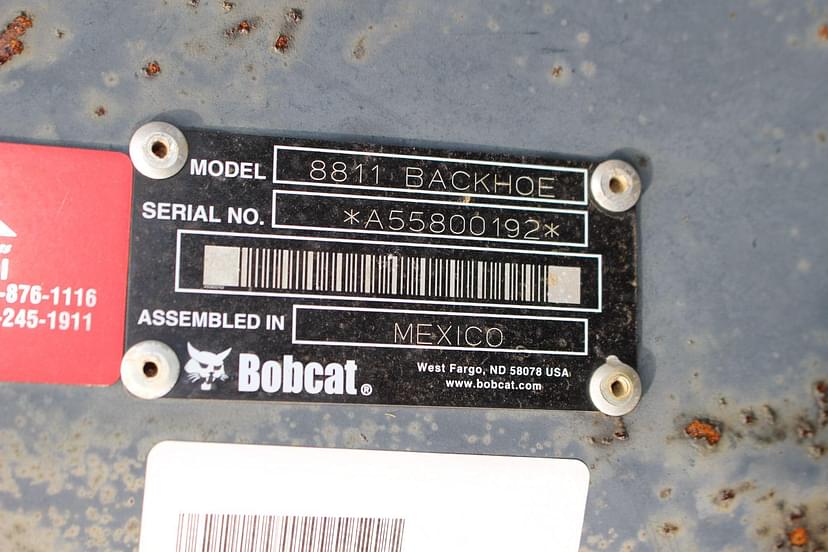 MODEL 8811 BACKHOE
SERIAL NO. *A55800192*
ASSEMBLED IN MEXICO
Bobcat®
West Fargo, ND 58078 USA
www.bobcat.com
-876-1116
-245-1911